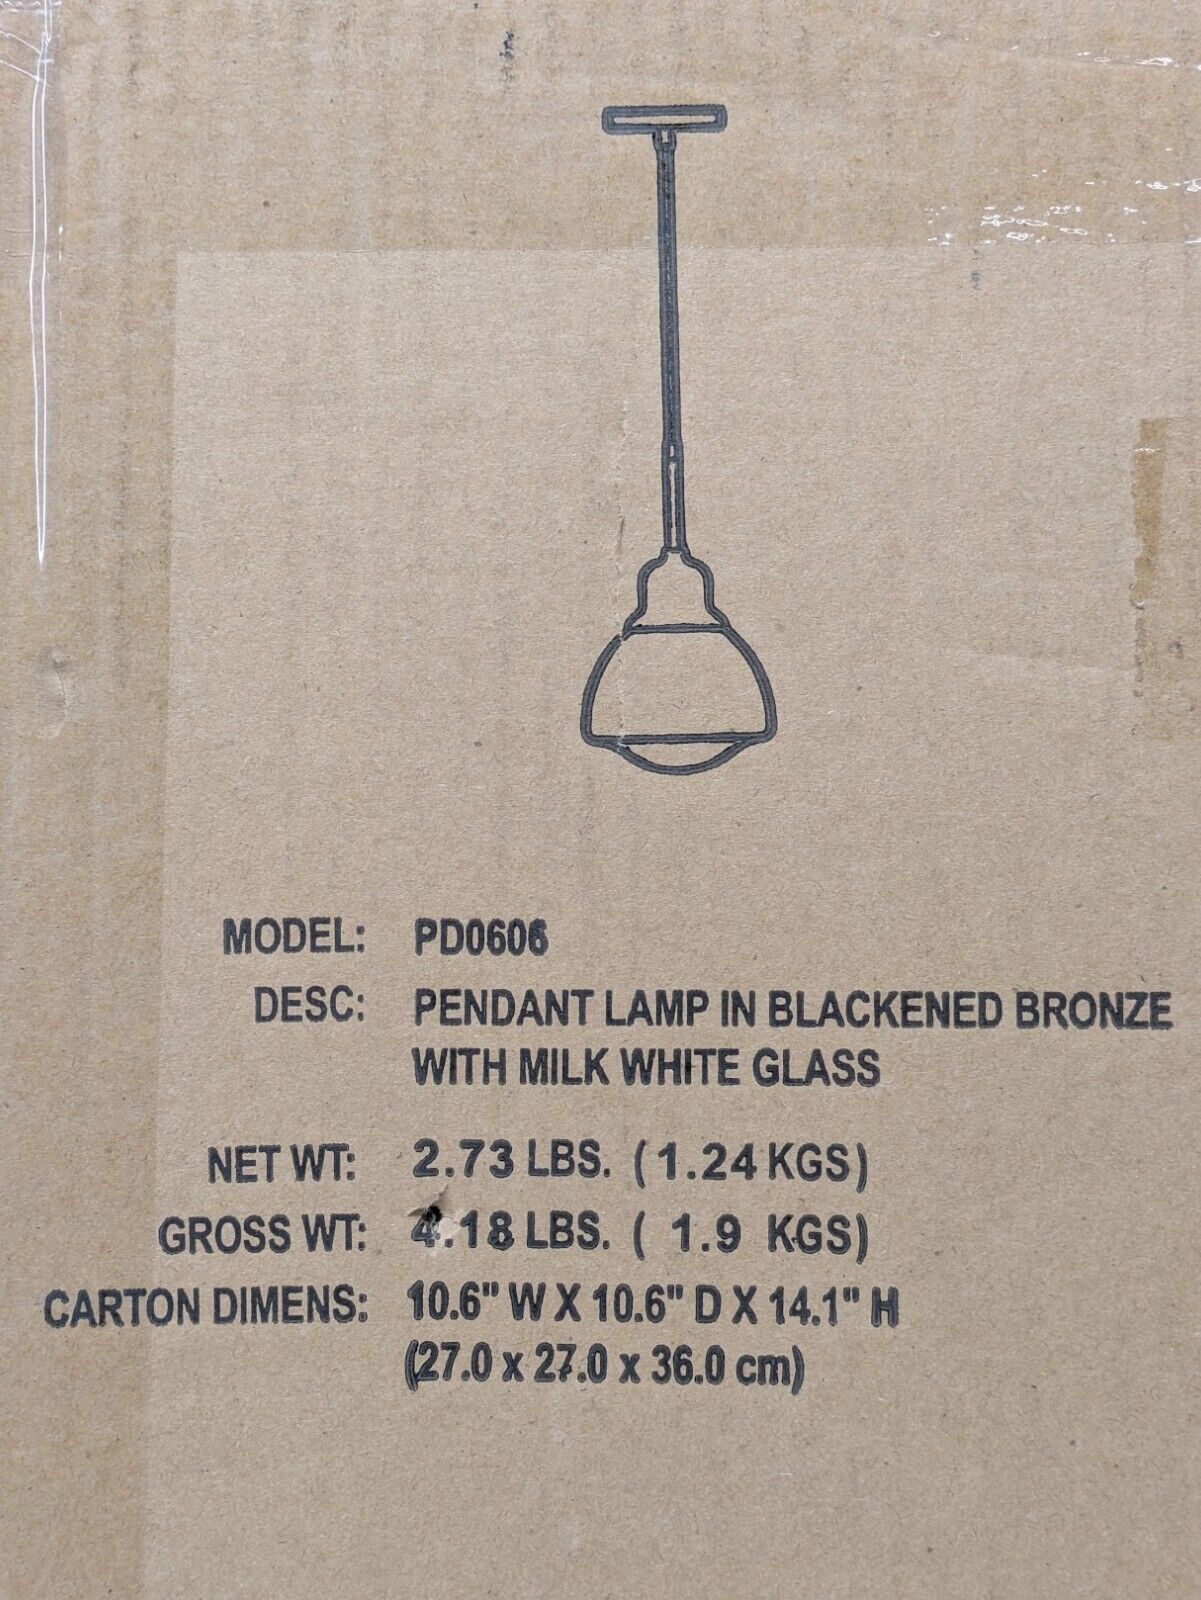 MODEL: PD0606
DESC: PENDANT LAMP IN BLACKENED BRONZE
WITH MILK WHITE GLASS
NET WT: 2.73 LBS. ( 1.24 KGS)
GROSS WT: 4.18 LBS. ( 1.9 KGS)
CARTON DIMENS: 10.6" W X 10.6" D X 14.1" H
(27.0 x 27.0 x 36.0 cm)